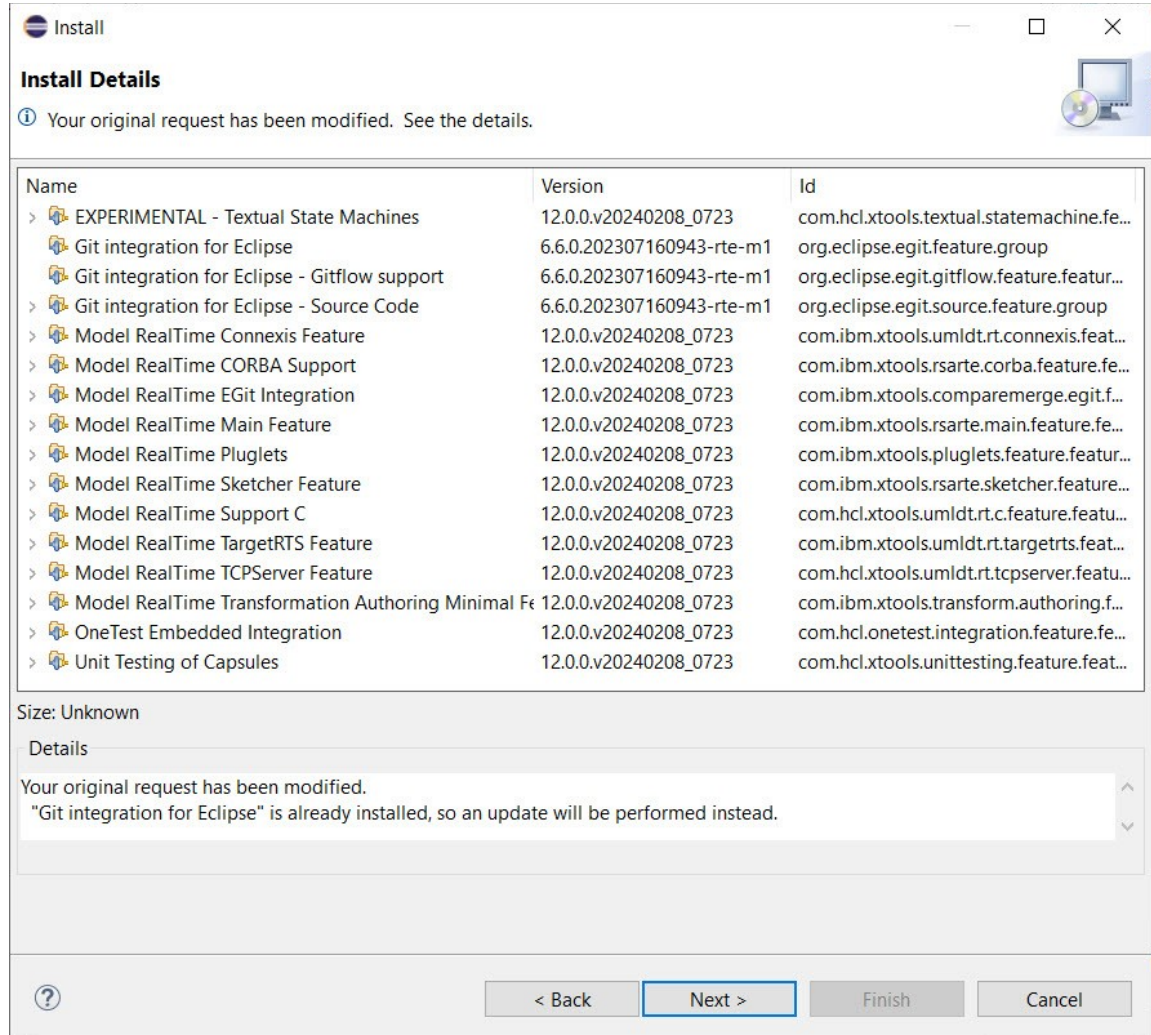 Install
Install Details
Your original request has been modified.  See the details.
Name Version Id
EXPERIMENTAL - Textual State Machines 12.0.0.v20240208_0723 com.hcl.xtools.textual.statemachine.fe...
Git integration for Eclipse 6.6.0.202307160943-rte-m1 org.eclipse.egit.feature.group
Git integration for Eclipse - Gitflow support 6.6.0.202307160943-rte-m1 org.eclipse.egit.gitflow.feature.featur...
Git integration for Eclipse - Source Code 6.6.0.202307160943-rte-m1 org.eclipse.egit.source.feature.group
Model RealTime Connexis Feature 12.0.0.v20240208_0723 com.ibm.xtools.umldt.rt.connexis.feat...
Model RealTime CORBA Support 12.0.0.v20240208_0723 com.ibm.xtools.rsarte.corba.feature.fe...
Model RealTime EGit Integration 12.0.0.v20240208_0723 com.ibm.xtools.comparemerge.egit.f...
Model RealTime Main Feature 12.0.0.v20240208_0723 com.ibm.xtools.rsarte.main.feature.fe...
Model RealTime Pluglets 12.0.0.v20240208_0723 com.ibm.xtools.pluglets.feature.featur...
Model RealTime Sketcher Feature 12.0.0.v20240208_0723 com.ibm.xtools.rsarte.sketcher.feature...
Model RealTime Support C 12.0.0.v20240208_0723 com.hcl.xtools.umldt.rt.c.feature.featu...
Model RealTime TargetRTS Feature 12.0.0.v20240208_0723 com.ibm.xtools.umldt.rt.targetrts.feat...
Model RealTime TCPServer Feature 12.0.0.v20240208_0723 com.hcl.xtools.umldt.rt.tcpserver.featu...
Model RealTime Transformation Authoring Minimal Fe 12.0.0.v20240208_0723 com.ibm.xtools.transform.authoring.f...
OneTest Embedded Integration 12.0.0.v20240208_0723 com.hcl.onetest.integration.feature.fe...
Unit Testing of Capsules 12.0.0.v20240208_0723 com.hcl.xtools.unittesting.feature.feat...
Size: Unknown
Details
Your original request has been modified.
"Git integration for Eclipse" is already installed, so an update will be performed instead.
? < Back Next > Finish Cancel